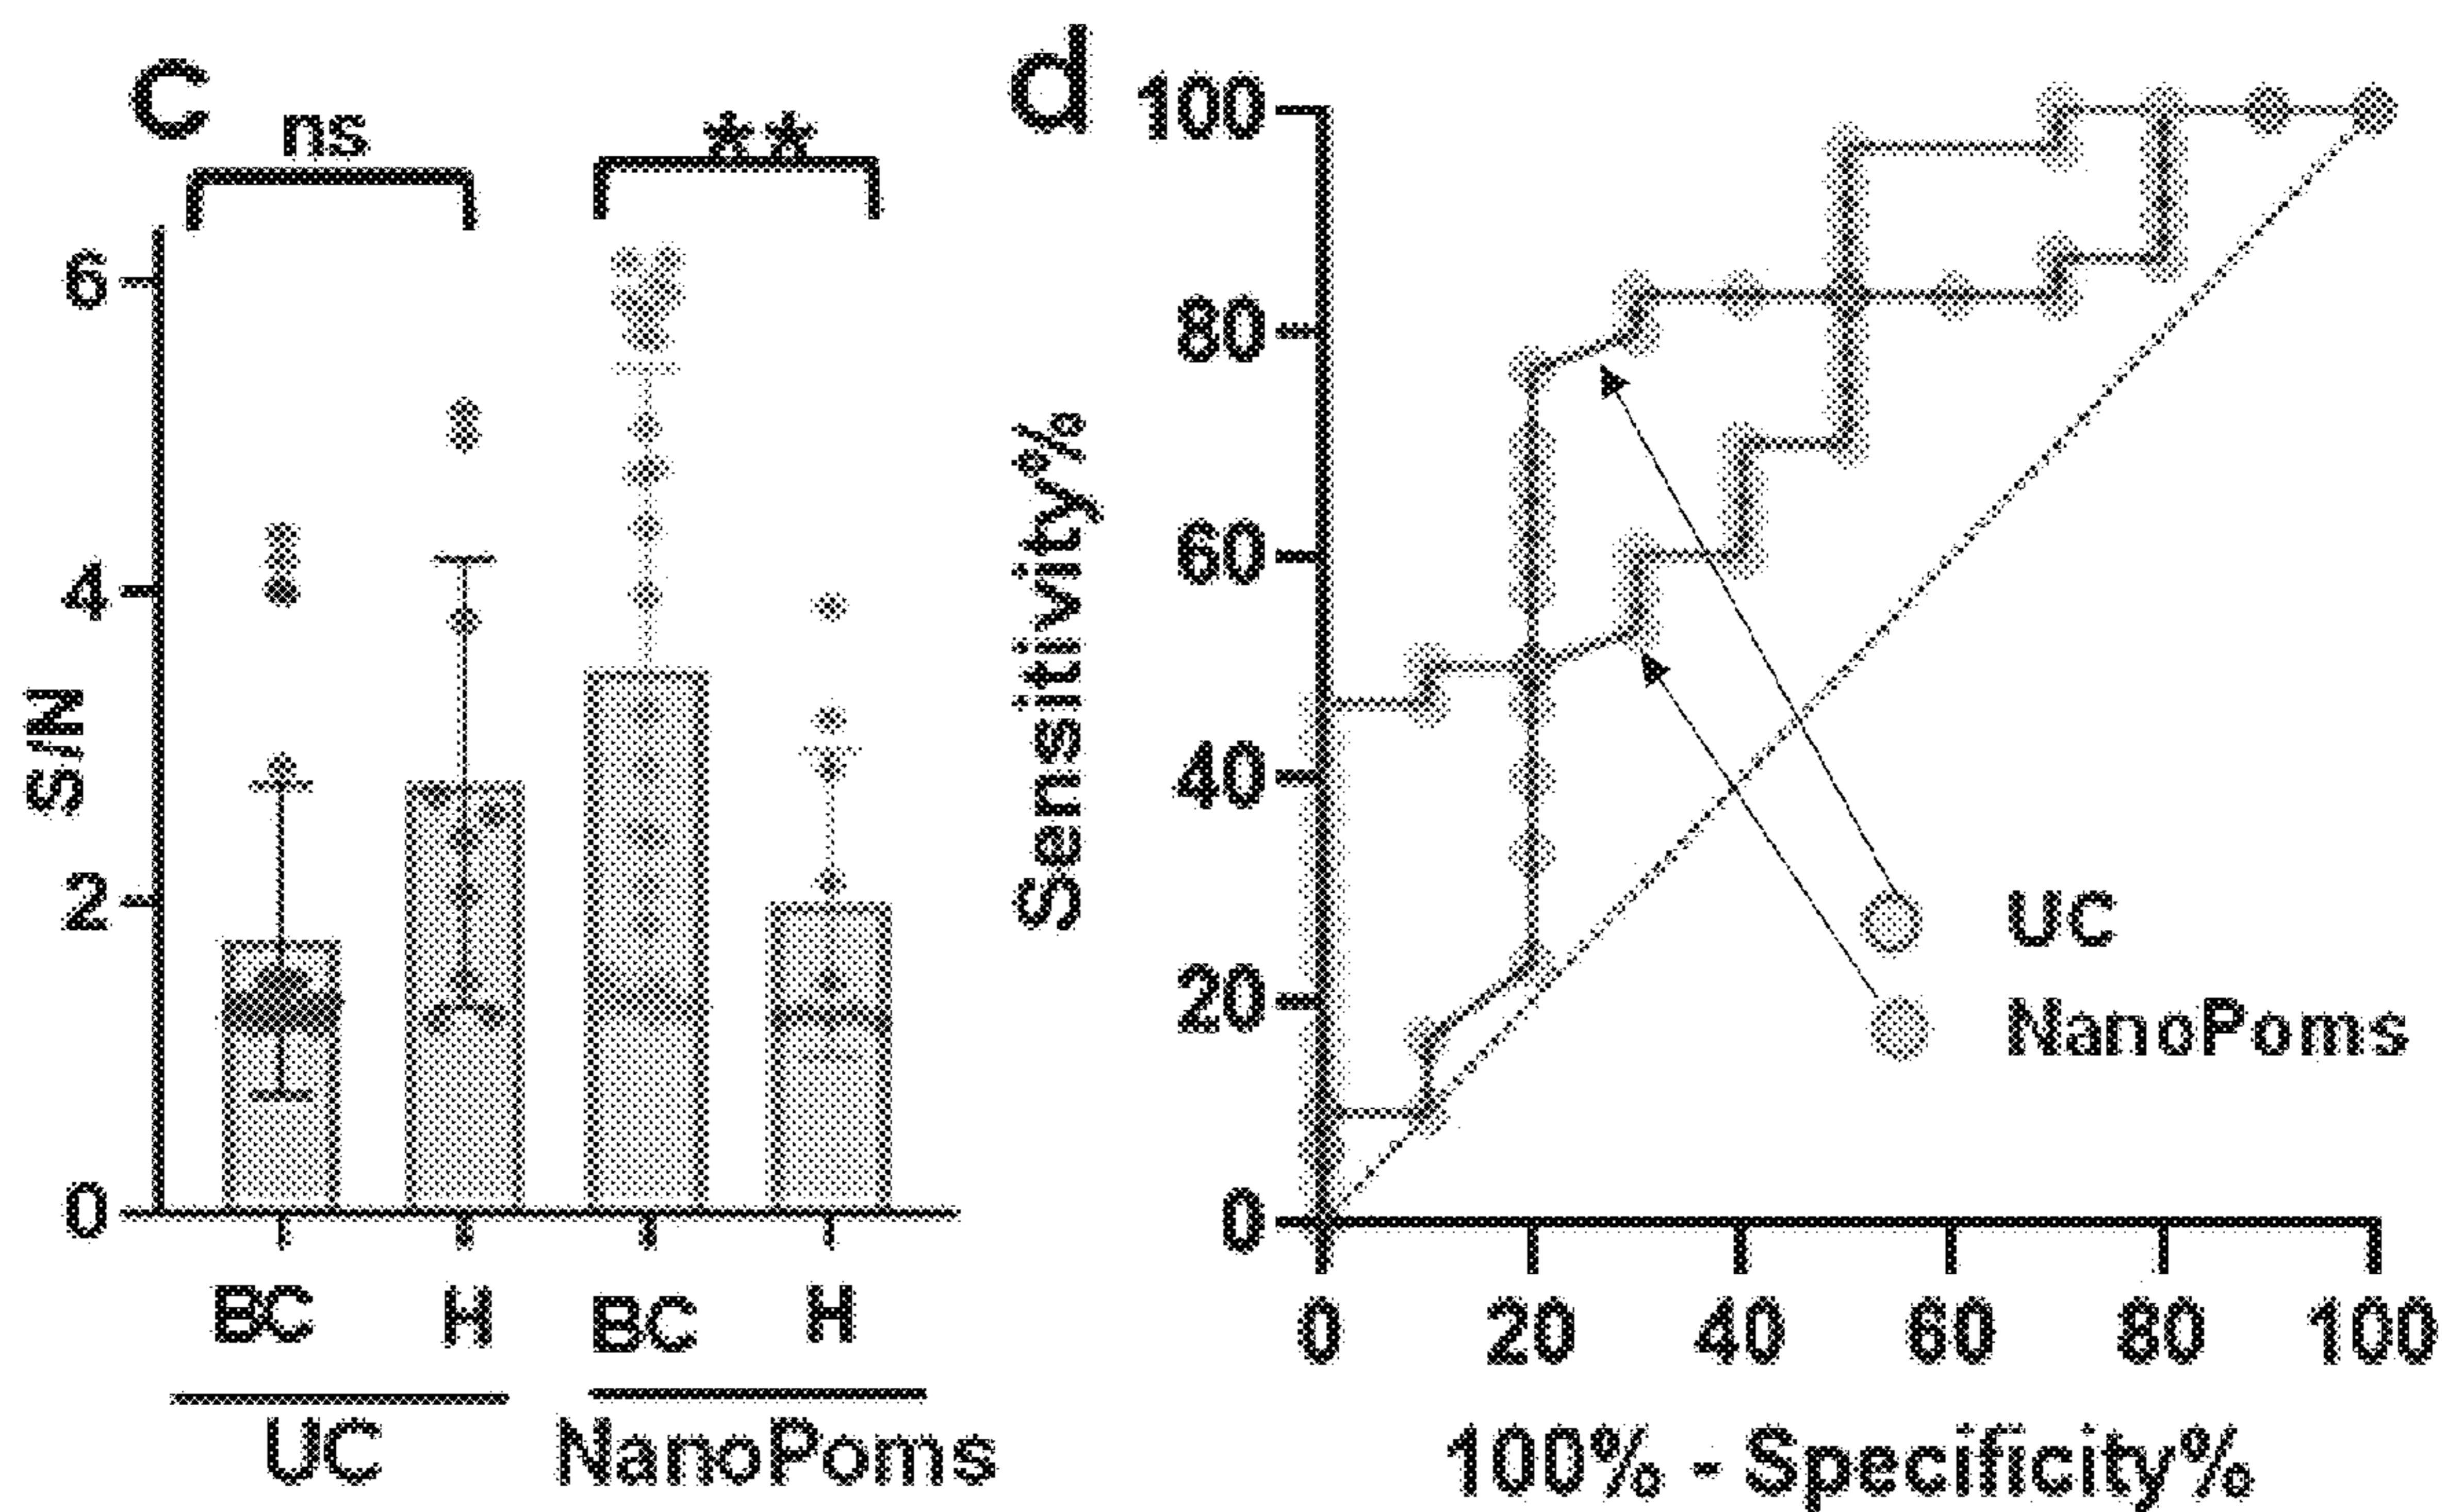 c
ns
**
6
4
2
0
S/N
BC H BC H
UC NanoPoms
d
100
80
60
40
20
0
Sensitivity%
UC
NanoPoms
0 20 40 60 80 100
100% - Specificity%